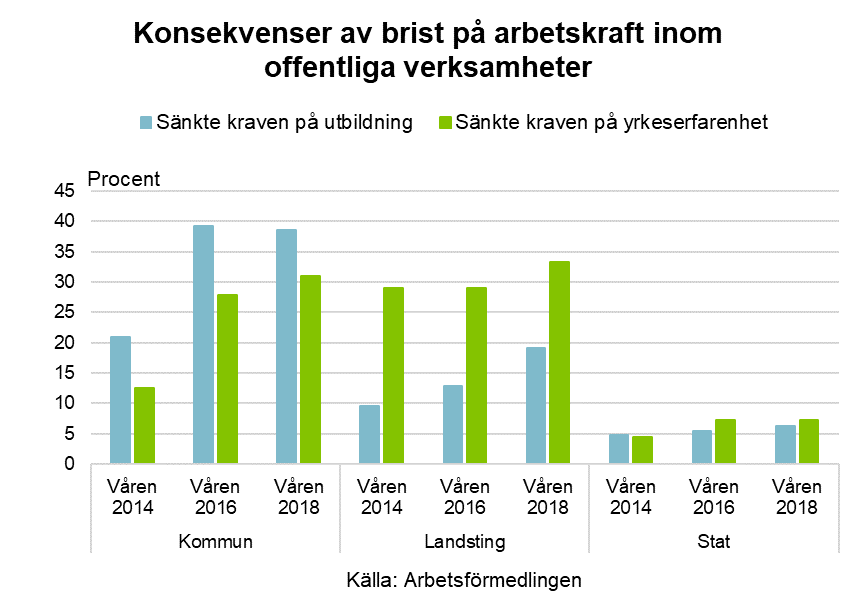 Konsekvenser av brist på arbetskraft inom
offentliga verksamheter
Sänkte kraven på utbildning Sänkte kraven på yrkeserfarenhet
Procent
45
40
35
30
25
20
15
10
5
0
Våren Våren Våren Våren Våren Våren Våren Våren Våren
2014 2016 2018 2014 2016 2018 2014 2016 2018
Kommun Landsting Stat
Källa: Arbetsförmedlingen